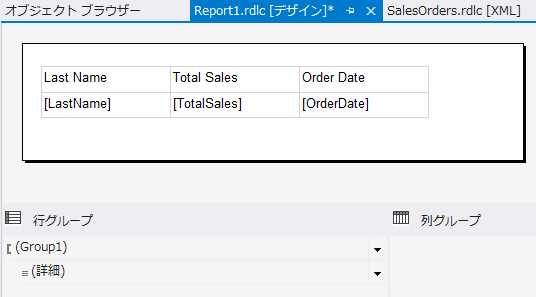 オブジェクト ブラウザー Report1.rdlc [デザイン]* SalesOrders.rdlc [XML]
Last Name Total Sales Order Date
[LastName] [TotalSales] [OrderDate]
行グループ 列グループ
(Group1)
(詳細)